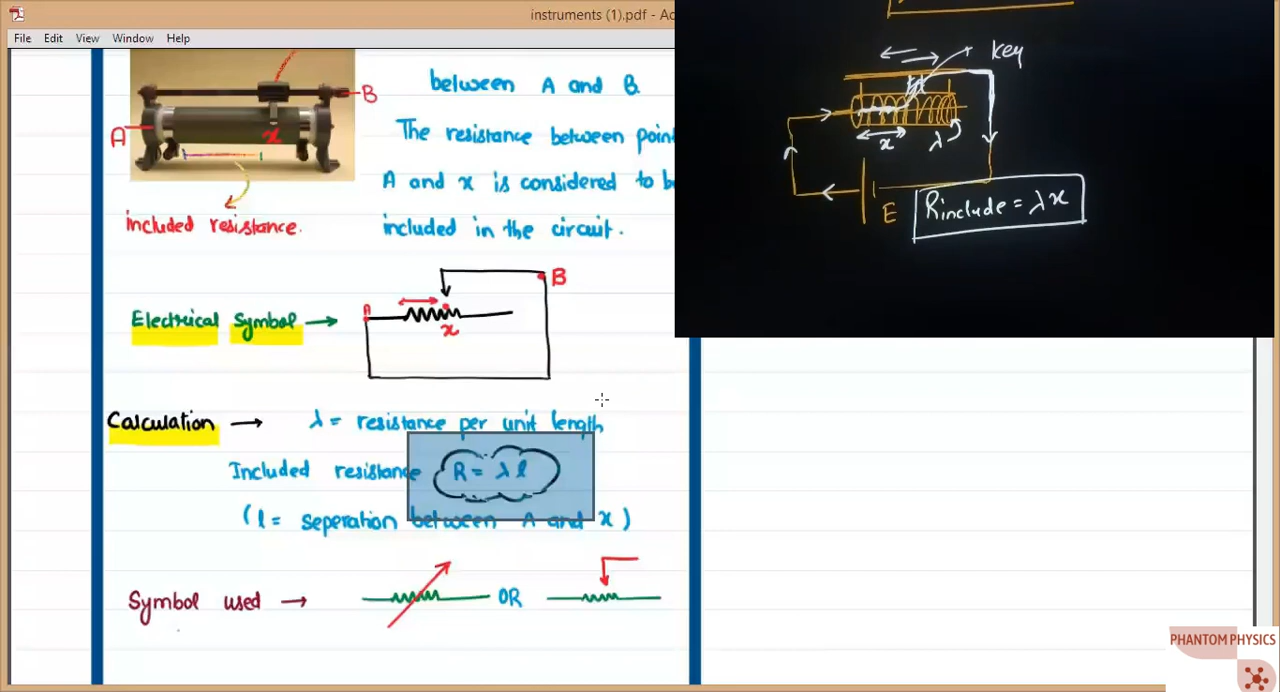 instruments (1).pdf - Ad
File Edit View Window Help
B
A
x
included resistance.
between A and B.
The resistance between poin
A and x is considered to be
included in the circuit.
Electrical Symbol →
A
x
B
Calculation → λ = resistance per unit length
Included resistance R = λ l
(l = seperation between A and x)
Symbol used → OR
key
x
λ
E
Rinclude = λx
PHANTOM PHYSICS